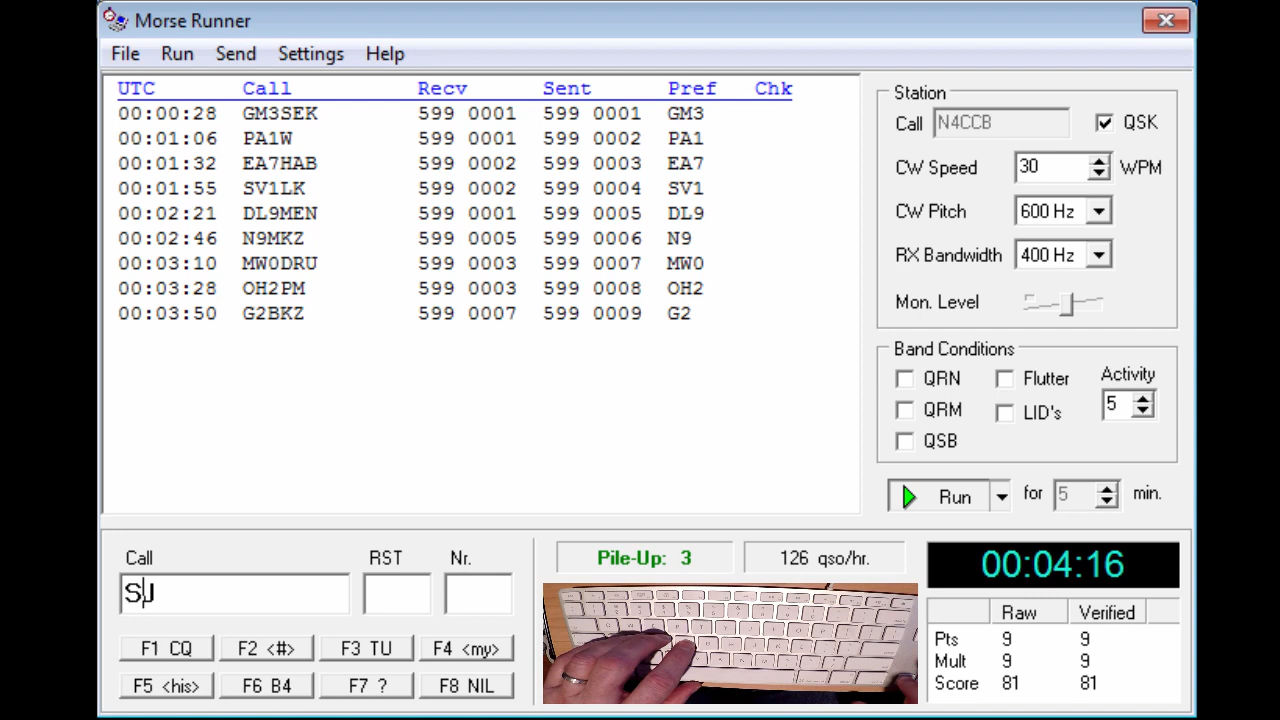 Morse Runner
File Run Send Settings Help
UTC Call Recv Sent Pref Chk
00:00:28 GM3SEK 599 0001 599 0001 GM3
00:01:06 PA1W 599 0001 599 0002 PA1
00:01:32 EA7HAB 599 0002 599 0003 EA7
00:01:55 SV1LK 599 0002 599 0004 SV1
00:02:21 DL9MEN 599 0001 599 0005 DL9
00:02:46 N9MKZ 599 0005 599 0006 N9
00:03:10 MW0DRU 599 0003 599 0007 MW0
00:03:28 OH2PM 599 0003 599 0008 OH2
00:03:50 G2BKZ 599 0007 599 0009 G2
Station
Call N4CCB QSK
CW Speed 30 WPM
CW Pitch 600 Hz
RX Bandwidth 400 Hz
Mon. Level
Band Conditions
QRN Flutter Activity
QRM LID's 5
QSB
Run for 5 min.
Call RST Nr.
SJ
F1 CQ F2 <#> F3 TU F4 <my>
F5 <his> F6 B4 F7 ? F8 NIL
Pile-Up: 3 126 qso/hr.
00:04:16
Raw Verified
Pts 9 9
Mult 9 9
Score 81 81